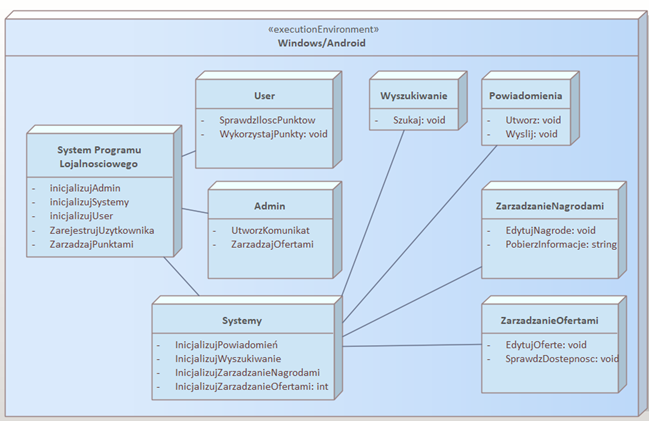 «executionEnvironment»
Windows/Android
User
- SprawdzIloscPunktow
- WykorzystajPunkty: void
Wyszukiwanie
- Szukaj: void
Powiadomienia
- Utworz: void
- Wyslij: void
System Programu
Lojalnosciowego
- inicjalizujAdmin
- inicjalizujSystemy
- inicjalizujUser
- ZarejestrujUzytkownika
- ZarzadzajPunktami
Admin
- UtworzKomunikat
- ZarzadzajOfertami
ZarzadzanieNagrodami
- EdytujNagrode: void
- PobierzInformacje: string
Systemy
- InicjalizujPowiadomień
- InicjalizujWyszukiwanie
- InicjalizujZarzadzanieNagrodami
- InicjalizujZarzadzanieOfertami: int
ZarzadzanieOfertami
- EdytujOferte: void
- SprawdzDostepnosc: void